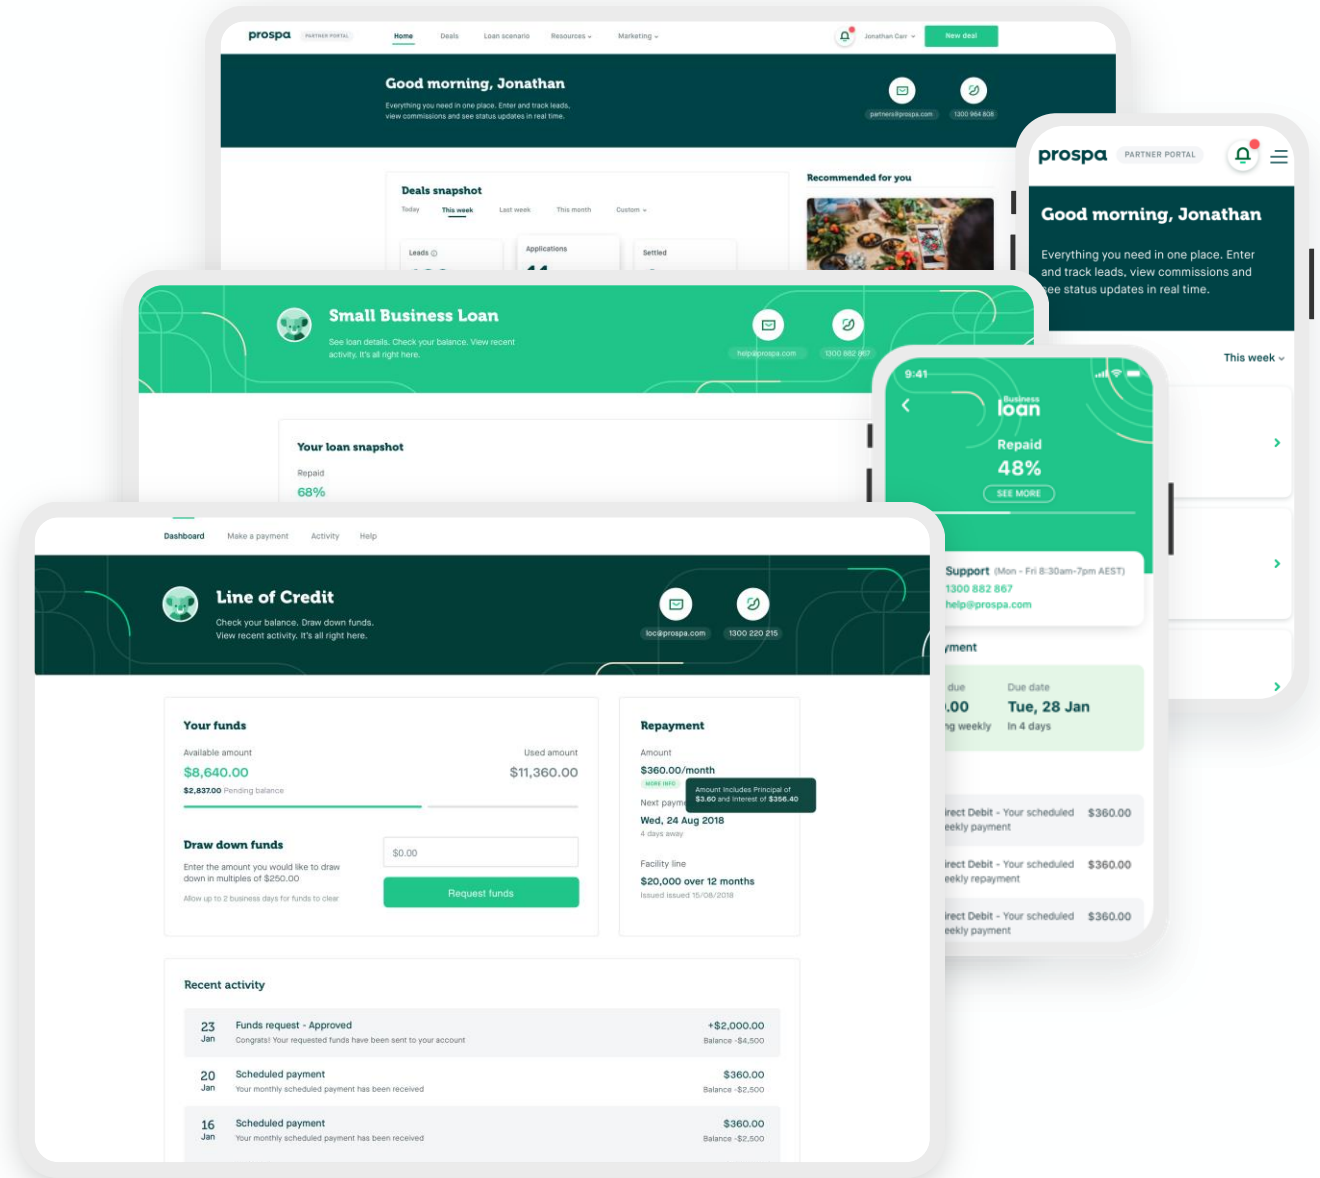 prospa PARTNER PORTAL Home Deals Loan scenario Resources Marketing Jonathan Carr New deal
Good morning, Jonathan
Everything you need in one place. Enter and track leads,
view commissions and see status updates in real time.
partners@prospa.com 1300 964 808
Deals snapshot
Today This week Last week This month Custom
Leads Applications Settled
Recommended for you
prospa PARTNER PORTAL
Good morning, Jonathan
Everything you need in one place. Enter
and track leads, view commissions and
see status updates in real time.
This week
Small Business Loan
See loan details. Check your balance. View recent
activity. It's all right here.
help@prospa.com 1300 882 867
Your loan snapshot
Repaid
68%
9:41
Business
loan
Repaid
48%
SEE MORE
Support (Mon - Fri 8:30am-7pm AEST)
1300 882 867
help@prospa.com
yment
due Due date
.00 Tue, 28 Jan
ng weekly In 4 days
irect Debit - Your scheduled $360.00
eekly payment
irect Debit - Your scheduled $360.00
eekly repayment
irect Debit - Your scheduled $360.00
eekly payment
Dashboard Make a payment Activity Help
Line of Credit
Check your balance. Draw down funds.
View recent activity. It's all right here.
loc@prospa.com 1300 220 215
Your funds
Available amount Used amount
$8,640.00 $11,360.00
$2,837.00 Pending balance
Draw down funds
Enter the amount you would like to draw
down in multiples of $250.00
Allow up to 2 business days for funds to clear
$0.00
Request funds
Repayment
Amount
$360.00/month
MORE INFO
Amount Includes Principal of
$3.60 and Interest of $356.40
Next paym
Wed, 24 Aug 2018
4 days away
Facility line
$20,000 over 12 months
Issued issued 15/08/2018
Recent activity
23 Jan Funds request - Approved +$2,000.00
Congrats! Your requested funds have been sent to your account Balance -$4,500
20 Jan Scheduled payment $360.00
Your monthly scheduled payment has been received Balance -$2,500
16 Jan Scheduled payment $360.00
Your monthly scheduled payment has been received Balance -$2,500